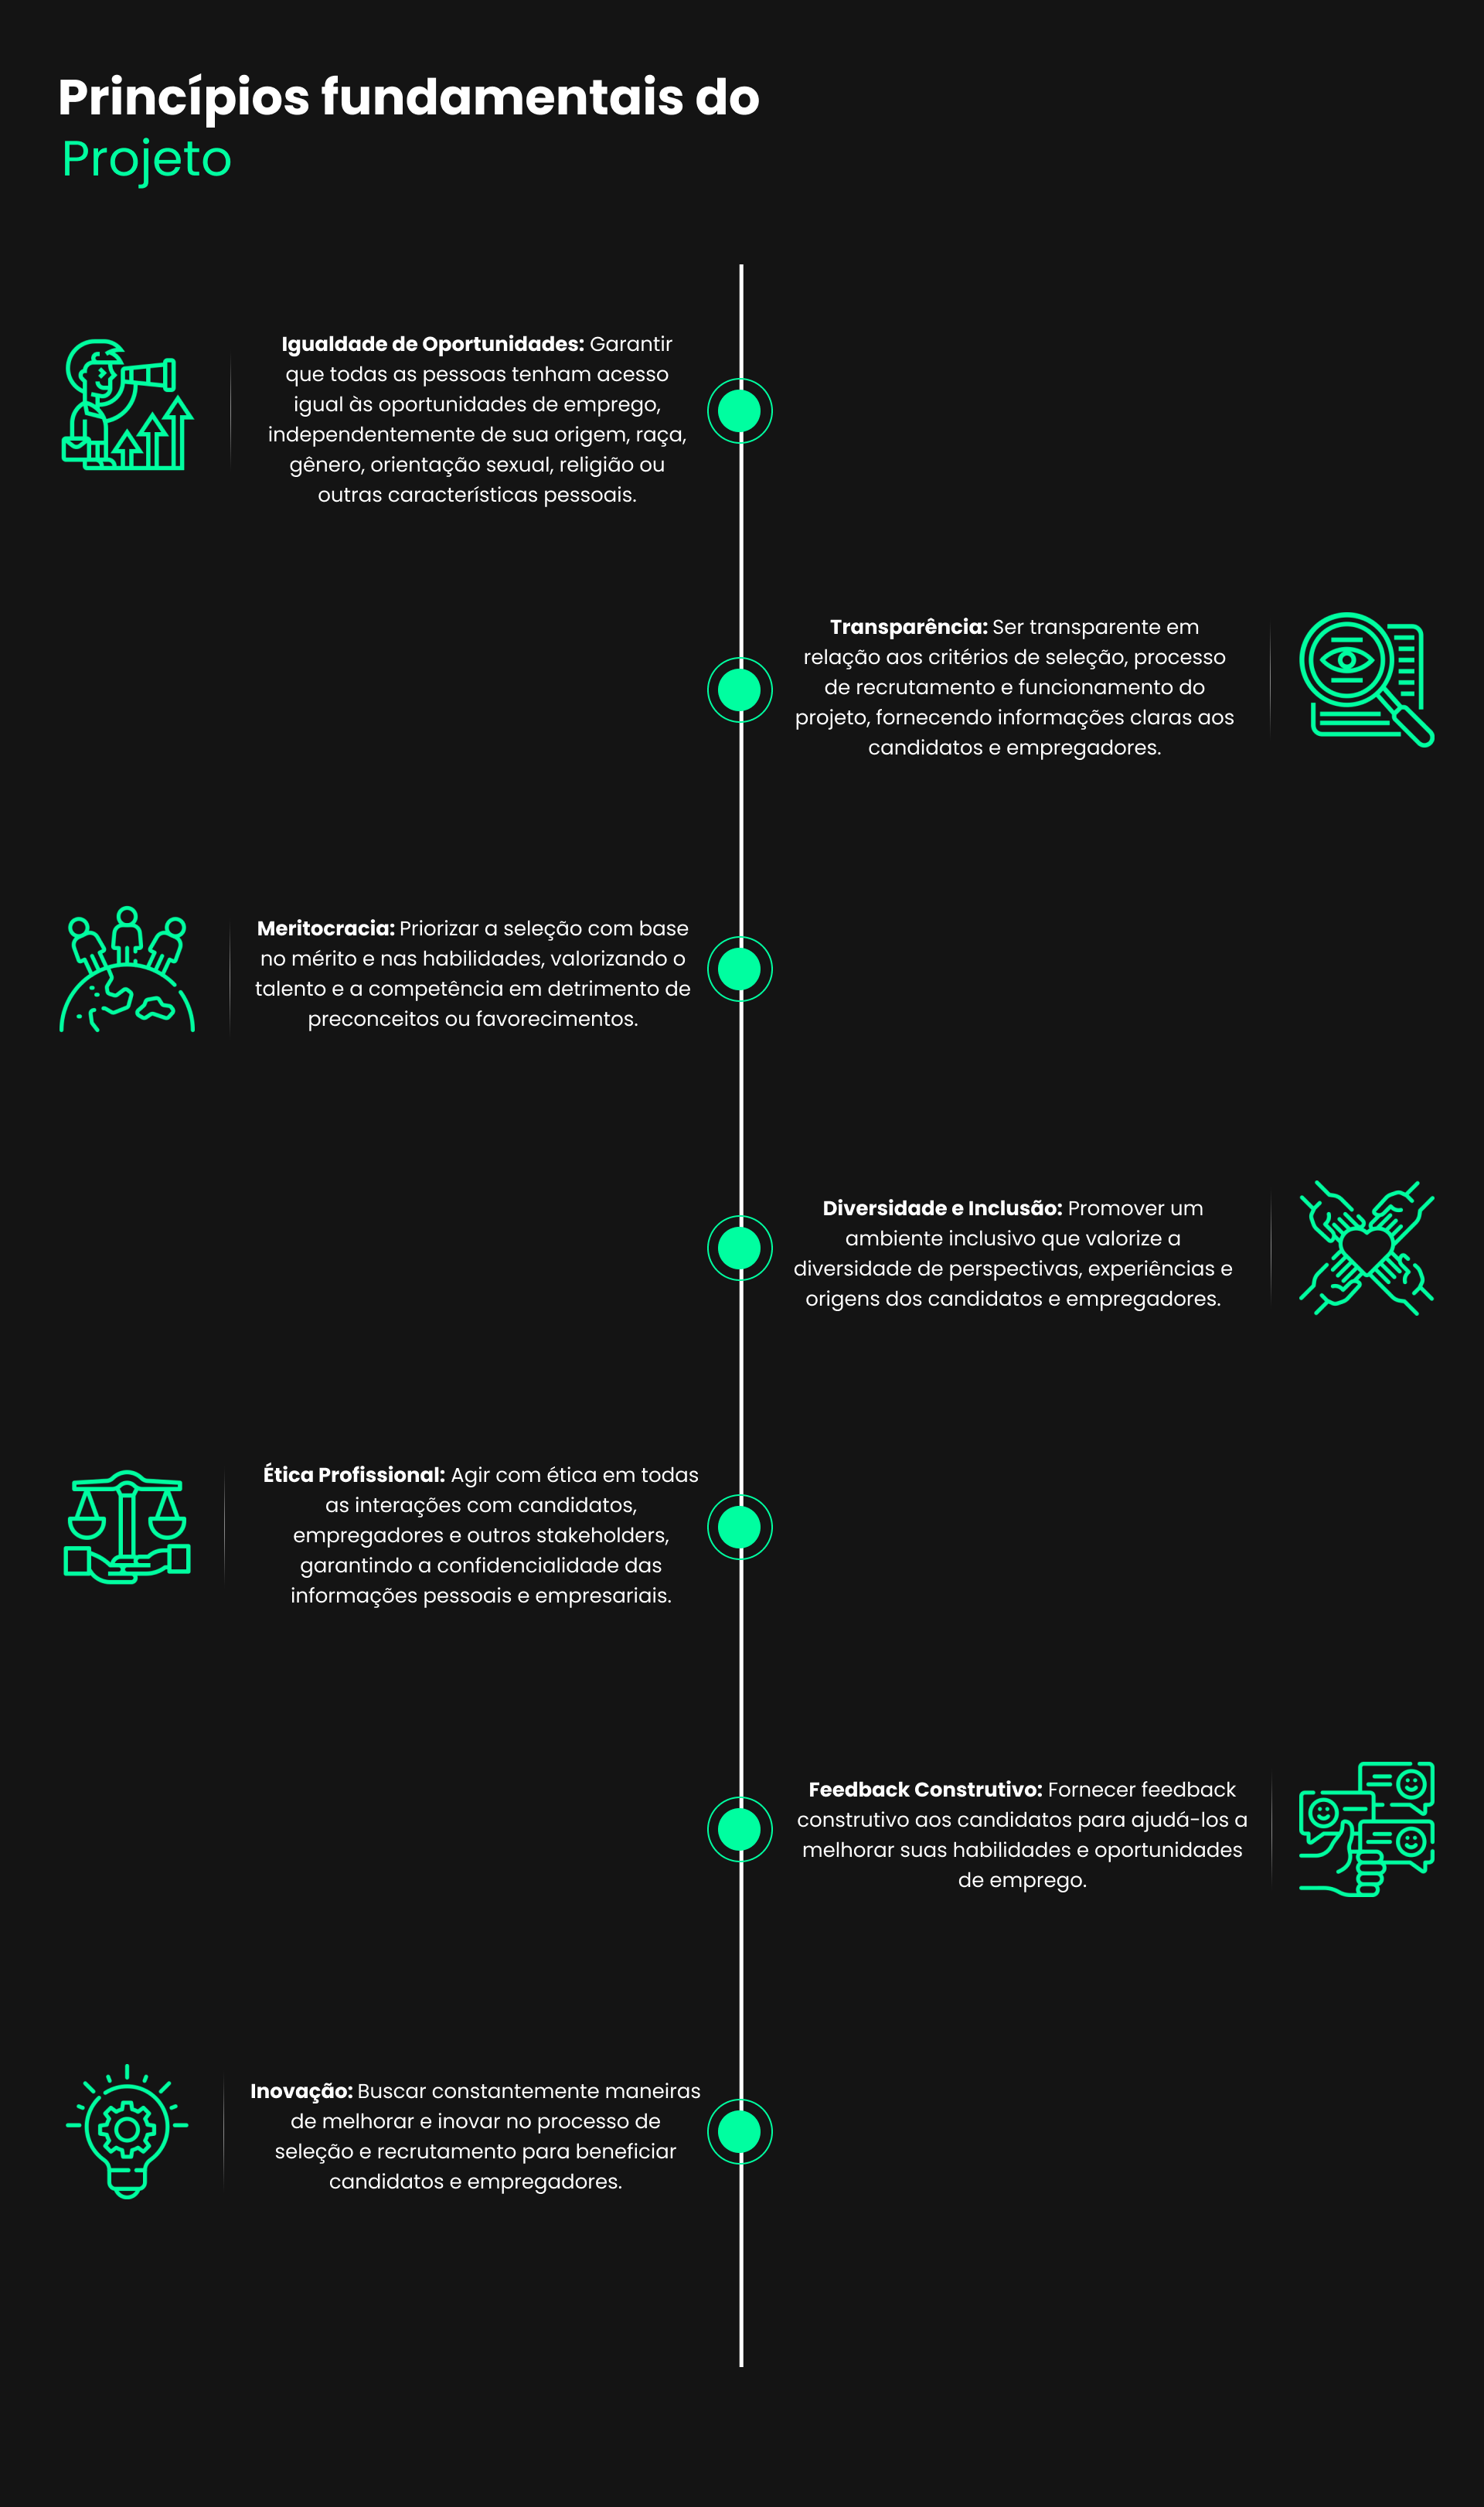 Princípios fundamentais do
Projeto
Igualdade de Oportunidades: Garantir
que todas as pessoas tenham acesso
igual às oportunidades de emprego,
independentemente de sua origem, raça,
gênero, orientação sexual, religião ou
outras características pessoais.
Transparência: Ser transparente em
relação aos critérios de seleção, processo
de recrutamento e funcionamento do
projeto, fornecendo informações claras aos
candidatos e empregadores.
Meritocracia: Priorizar a seleção com base
no mérito e nas habilidades, valorizando o
talento e a competência em detrimento de
preconceitos ou favorecimentos.
Diversidade e Inclusão: Promover um
ambiente inclusivo que valorize a
diversidade de perspectivas, experiências e
origens dos candidatos e empregadores.
Ética Profissional: Agir com ética em todas
as interações com candidatos,
empregadores e outros stakeholders,
garantindo a confidencialidade das
informações pessoais e empresariais.
Feedback Construtivo: Fornecer feedback
construtivo aos candidatos para ajudá-los a
melhorar suas habilidades e oportunidades
de emprego.
Inovação: Buscar constantemente maneiras
de melhorar e inovar no processo de
seleção e recrutamento para beneficiar
candidatos e empregadores.